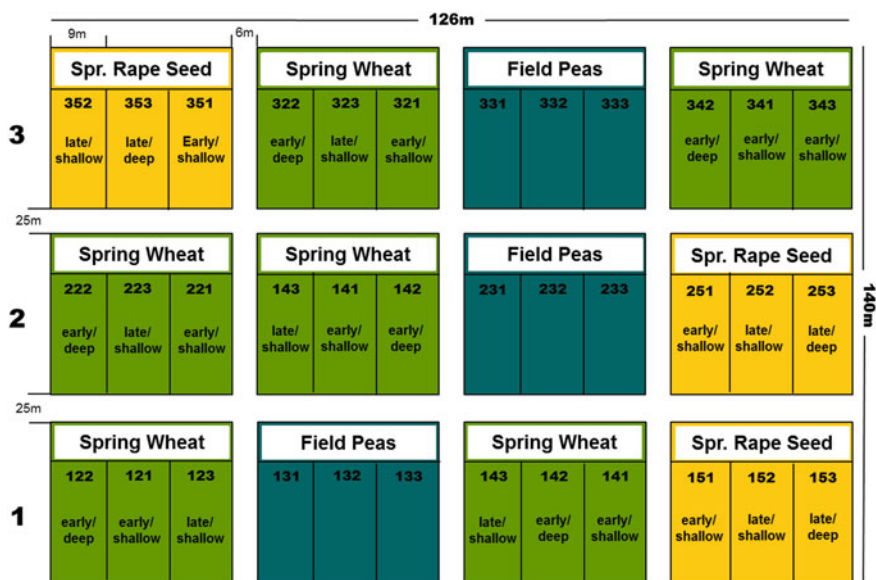 126m
9m
6m
Spr. Rape Seed
Spring Wheat
Field Peas
Spring Wheat
352 353 351
322 323 321
331 332 333
342 341 343
3
late/ late/ Early/
shallow deep shallow
early/ late/ early/
deep shallow shallow
early/ early/ early/
deep shallow shallow
25m
Spring Wheat
Spring Wheat
Field Peas
Spr. Rape Seed
222 223 221
143 141 142
231 232 233
251 252 253
140m
2
early/ late/ early/
deep shallow shallow
late/ early/ early/
shallow shallow deep
early/ late/ late/
shallow shallow deep
25m
Spring Wheat
Field Peas
Spring Wheat
Spr. Rape Seed
122 121 123
131 132 133
143 142 141
151 152 153
1
early/ early/ late/
deep shallow shallow
late/ early/ early/
shallow deep shallow
early/ late/ late/
shallow shallow deep